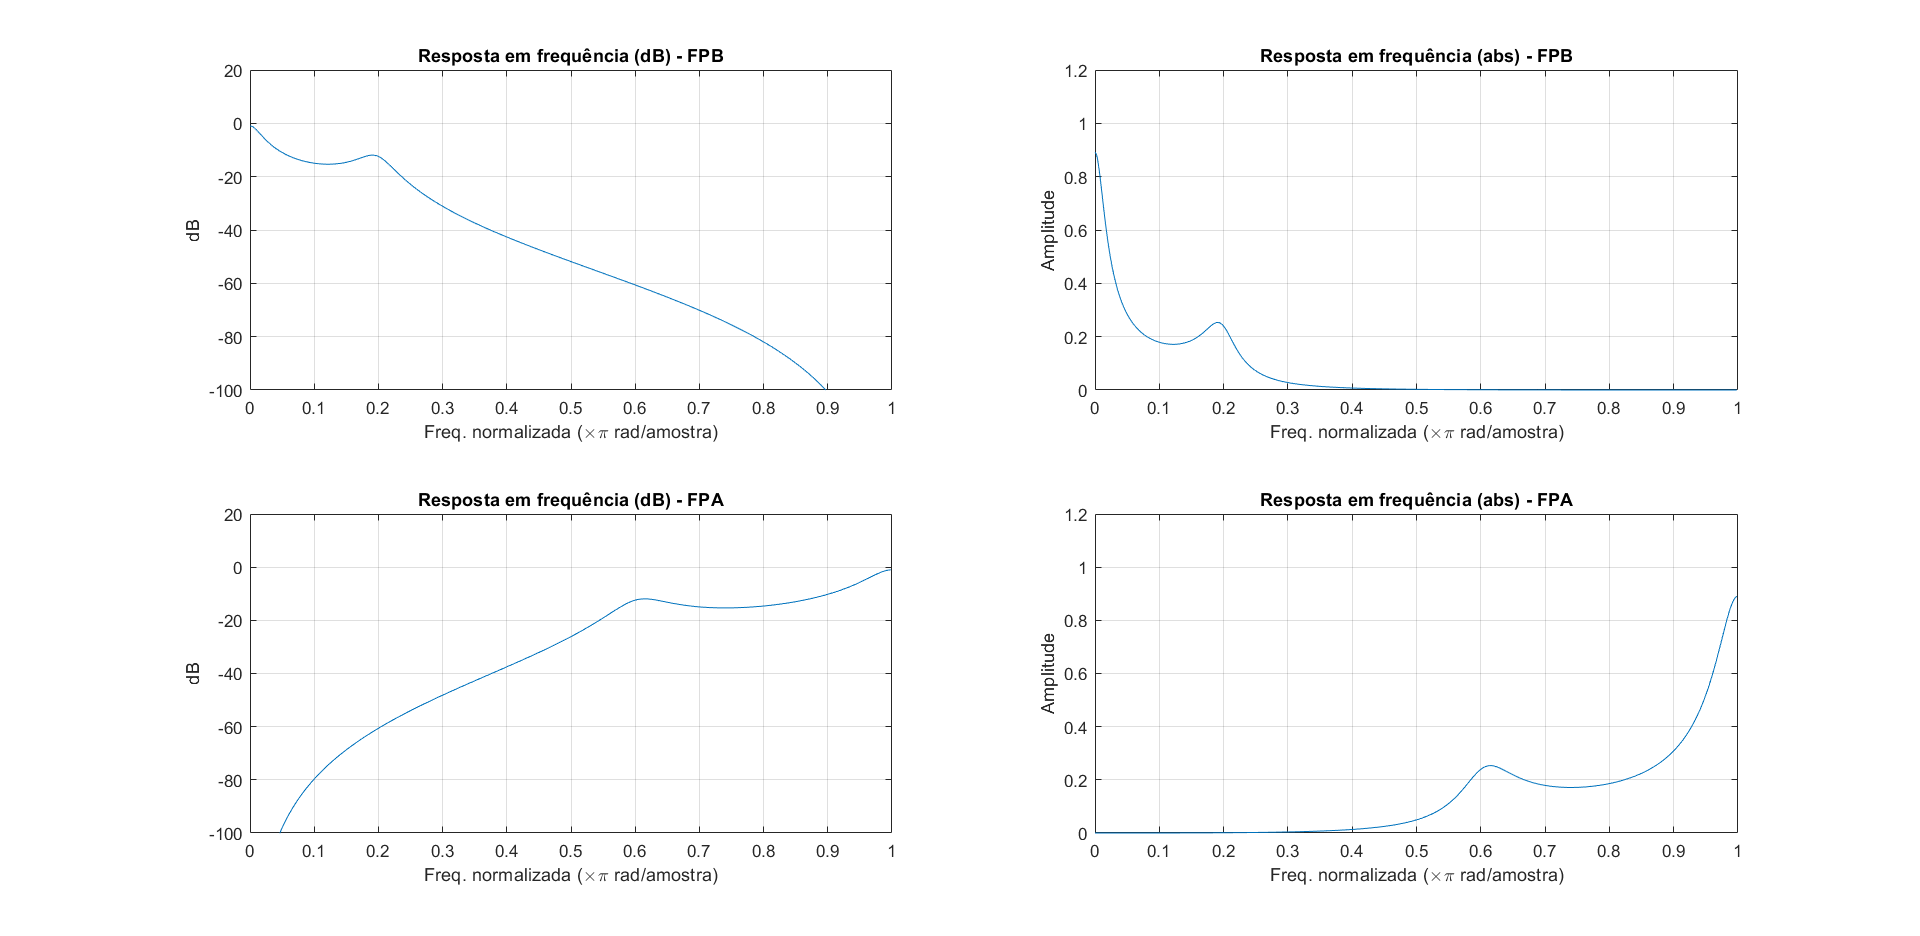 Resposta em frequência (dB) - FPB
20
0
-20
-40
-60
-80
-100
dB
0 0.1 0.2 0.3 0.4 0.5 0.6 0.7 0.8 0.9 1
Freq. normalizada (×π rad/amostra)
Resposta em frequência (abs) - FPB
1.2
1
0.8
0.6
0.4
0.2
0
Amplitude
0 0.1 0.2 0.3 0.4 0.5 0.6 0.7 0.8 0.9 1
Freq. normalizada (×π rad/amostra)
Resposta em frequência (dB) - FPA
20
0
-20
-40
-60
-80
-100
dB
0 0.1 0.2 0.3 0.4 0.5 0.6 0.7 0.8 0.9 1
Freq. normalizada (×π rad/amostra)
Resposta em frequência (abs) - FPA
1.2
1
0.8
0.6
0.4
0.2
0
Amplitude
0 0.1 0.2 0.3 0.4 0.5 0.6 0.7 0.8 0.9 1
Freq. normalizada (×π rad/amostra)